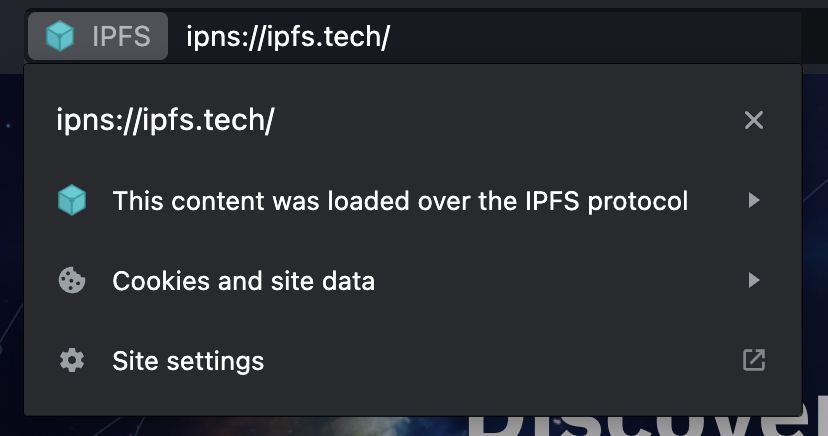 IPFS ipns://ipfs.tech/
ipns://ipfs.tech/
This content was loaded over the IPFS protocol
Cookies and site data
Site settings
Discover